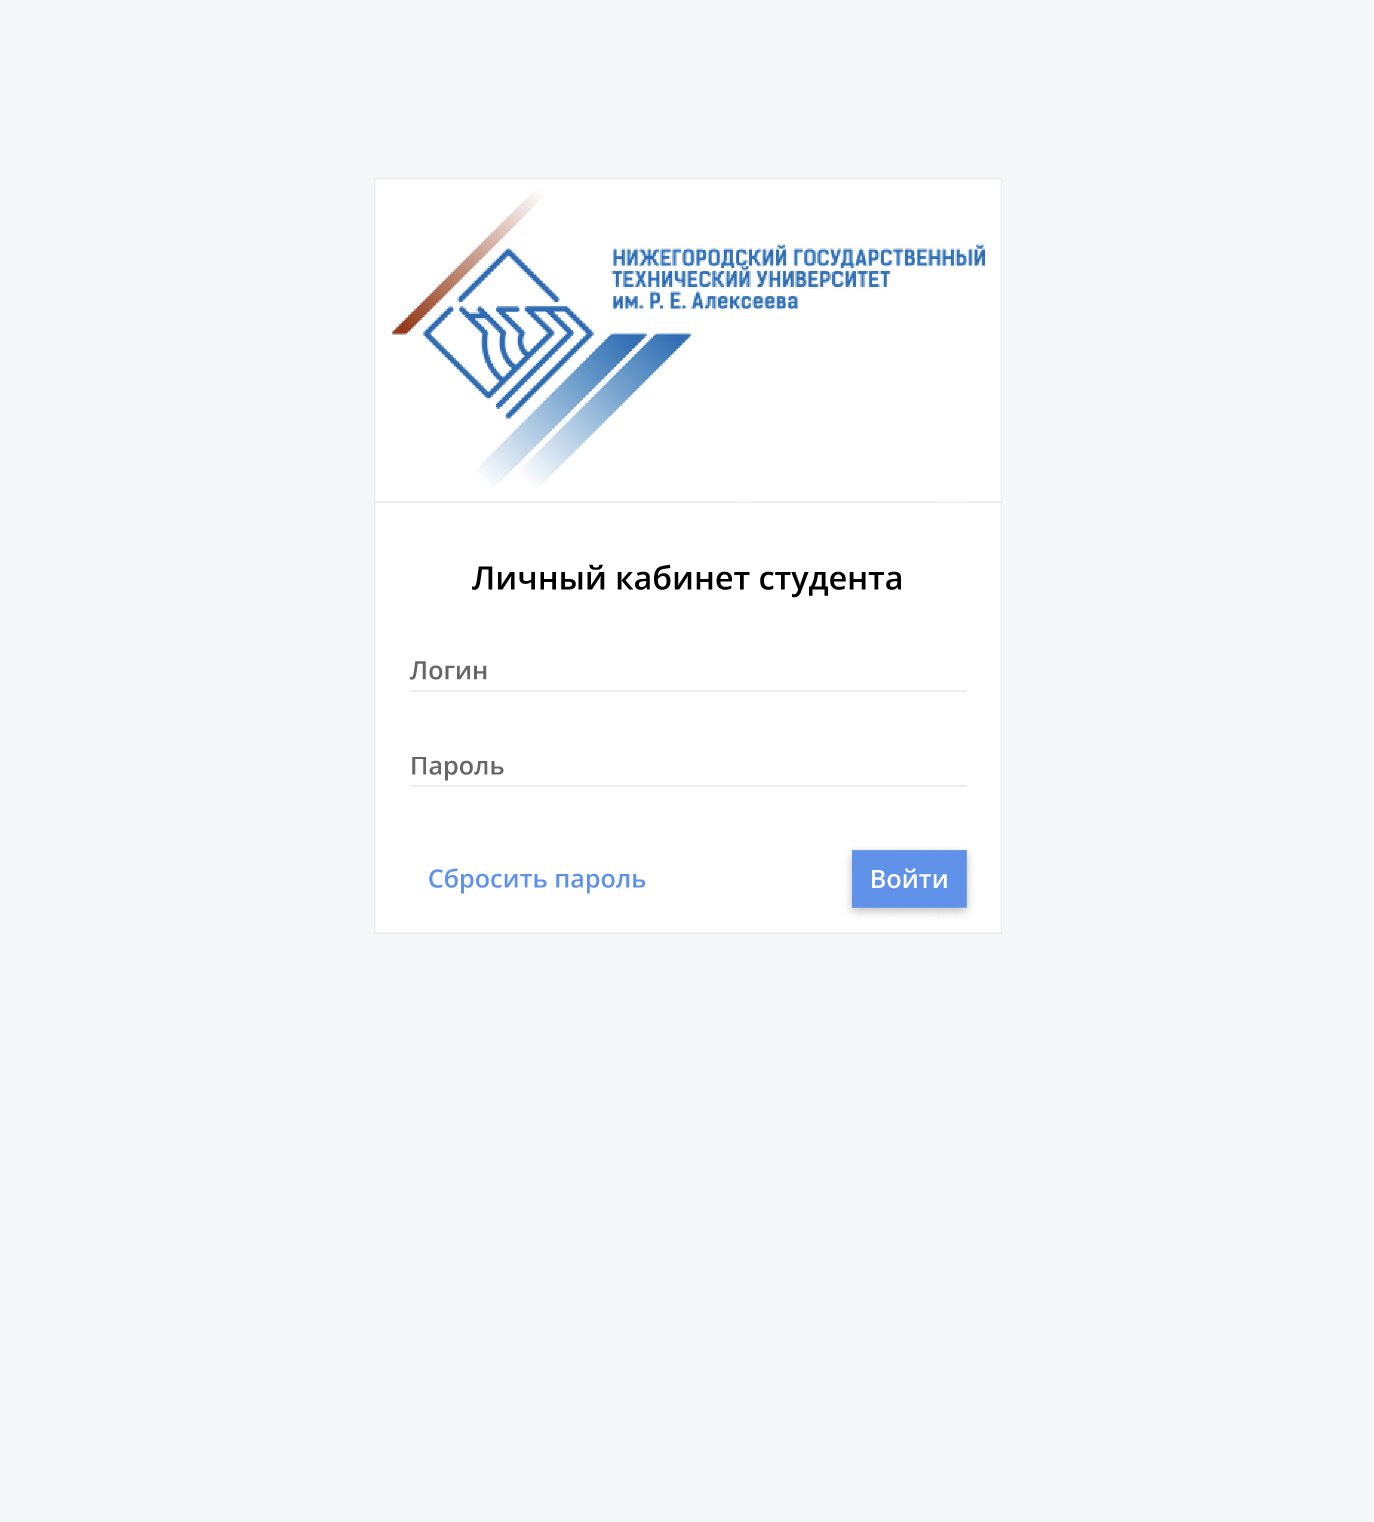 НИЖЕГОРОДСКИЙ ГОСУДАРСТВЕННЫЙ
ТЕХНИЧЕСКИЙ УНИВЕРСИТЕТ
им. Р. Е. Алексеева
Личный кабинет студента
Логин
Пароль
Сбросить пароль
Войти